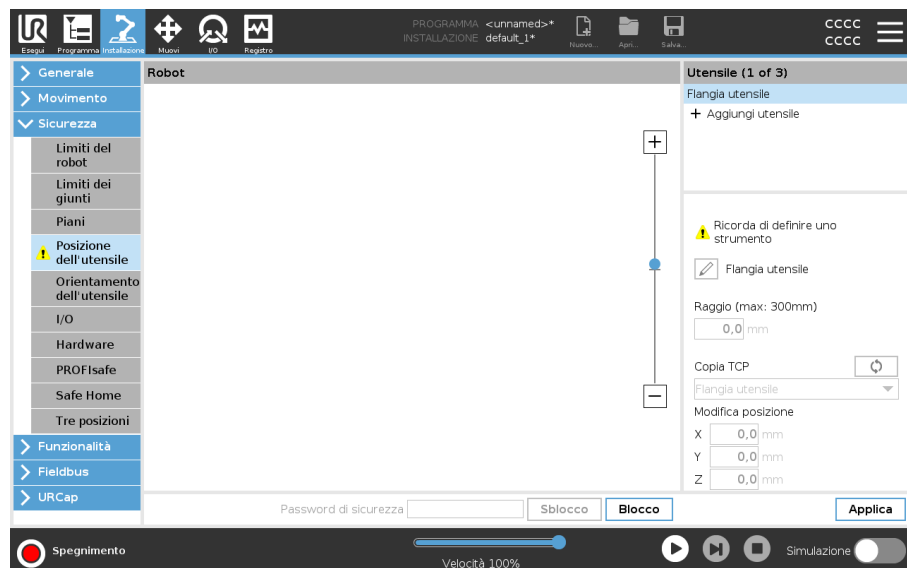 UR
PROGRAMMA <unnamed>*
INSTALLAZIONE default_1*
Esegui Programma Installazione Muovi I/O Registro
Nuovo... Apri... Salva...
CCCC
CCCC
Generale
Movimento
Sicurezza
Limiti del
robot
Limiti dei
giunti
Piani
Posizione
dell'utensile
Orientamento
dell'utensile
I/O
Hardware
PROFIsafe
Safe Home
Tre posizioni
Funzionalità
Fieldbus
URCap
Robot
Utensile (1 of 3)
Flangia utensile
+ Aggiungi utensile
Ricorda di definire uno
strumento
Flangia utensile
Raggio (max: 300mm)
0,0 mm
Copia TCP
Flangia utensile
Modifica posizione
X 0,0 mm
Y 0,0 mm
Z 0,0 mm
Password di sicurezza Sblocco Blocco Applica
Spegnimento
Velocità 100%
Simulazione